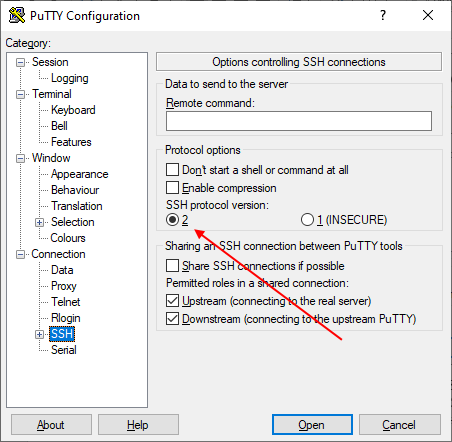 PuTTY Configuration
Category:
Session
Logging
Terminal
Keyboard
Bell
Features
Window
Appearance
Behaviour
Translation
Selection
Colours
Connection
Data
Proxy
Telnet
Rlogin
SSH
Serial
Options controlling SSH connections
Data to send to the server
Remote command:
Protocol options
Don't start a shell or command at all
Enable compression
SSH protocol version:
2 1 (INSECURE)
Sharing an SSH connection between PuTTY tools
Share SSH connections if possible
Permitted roles in a shared connection:
Upstream (connecting to the real server)
Downstream (connecting to the upstream PuTTY)
About Help Open Cancel